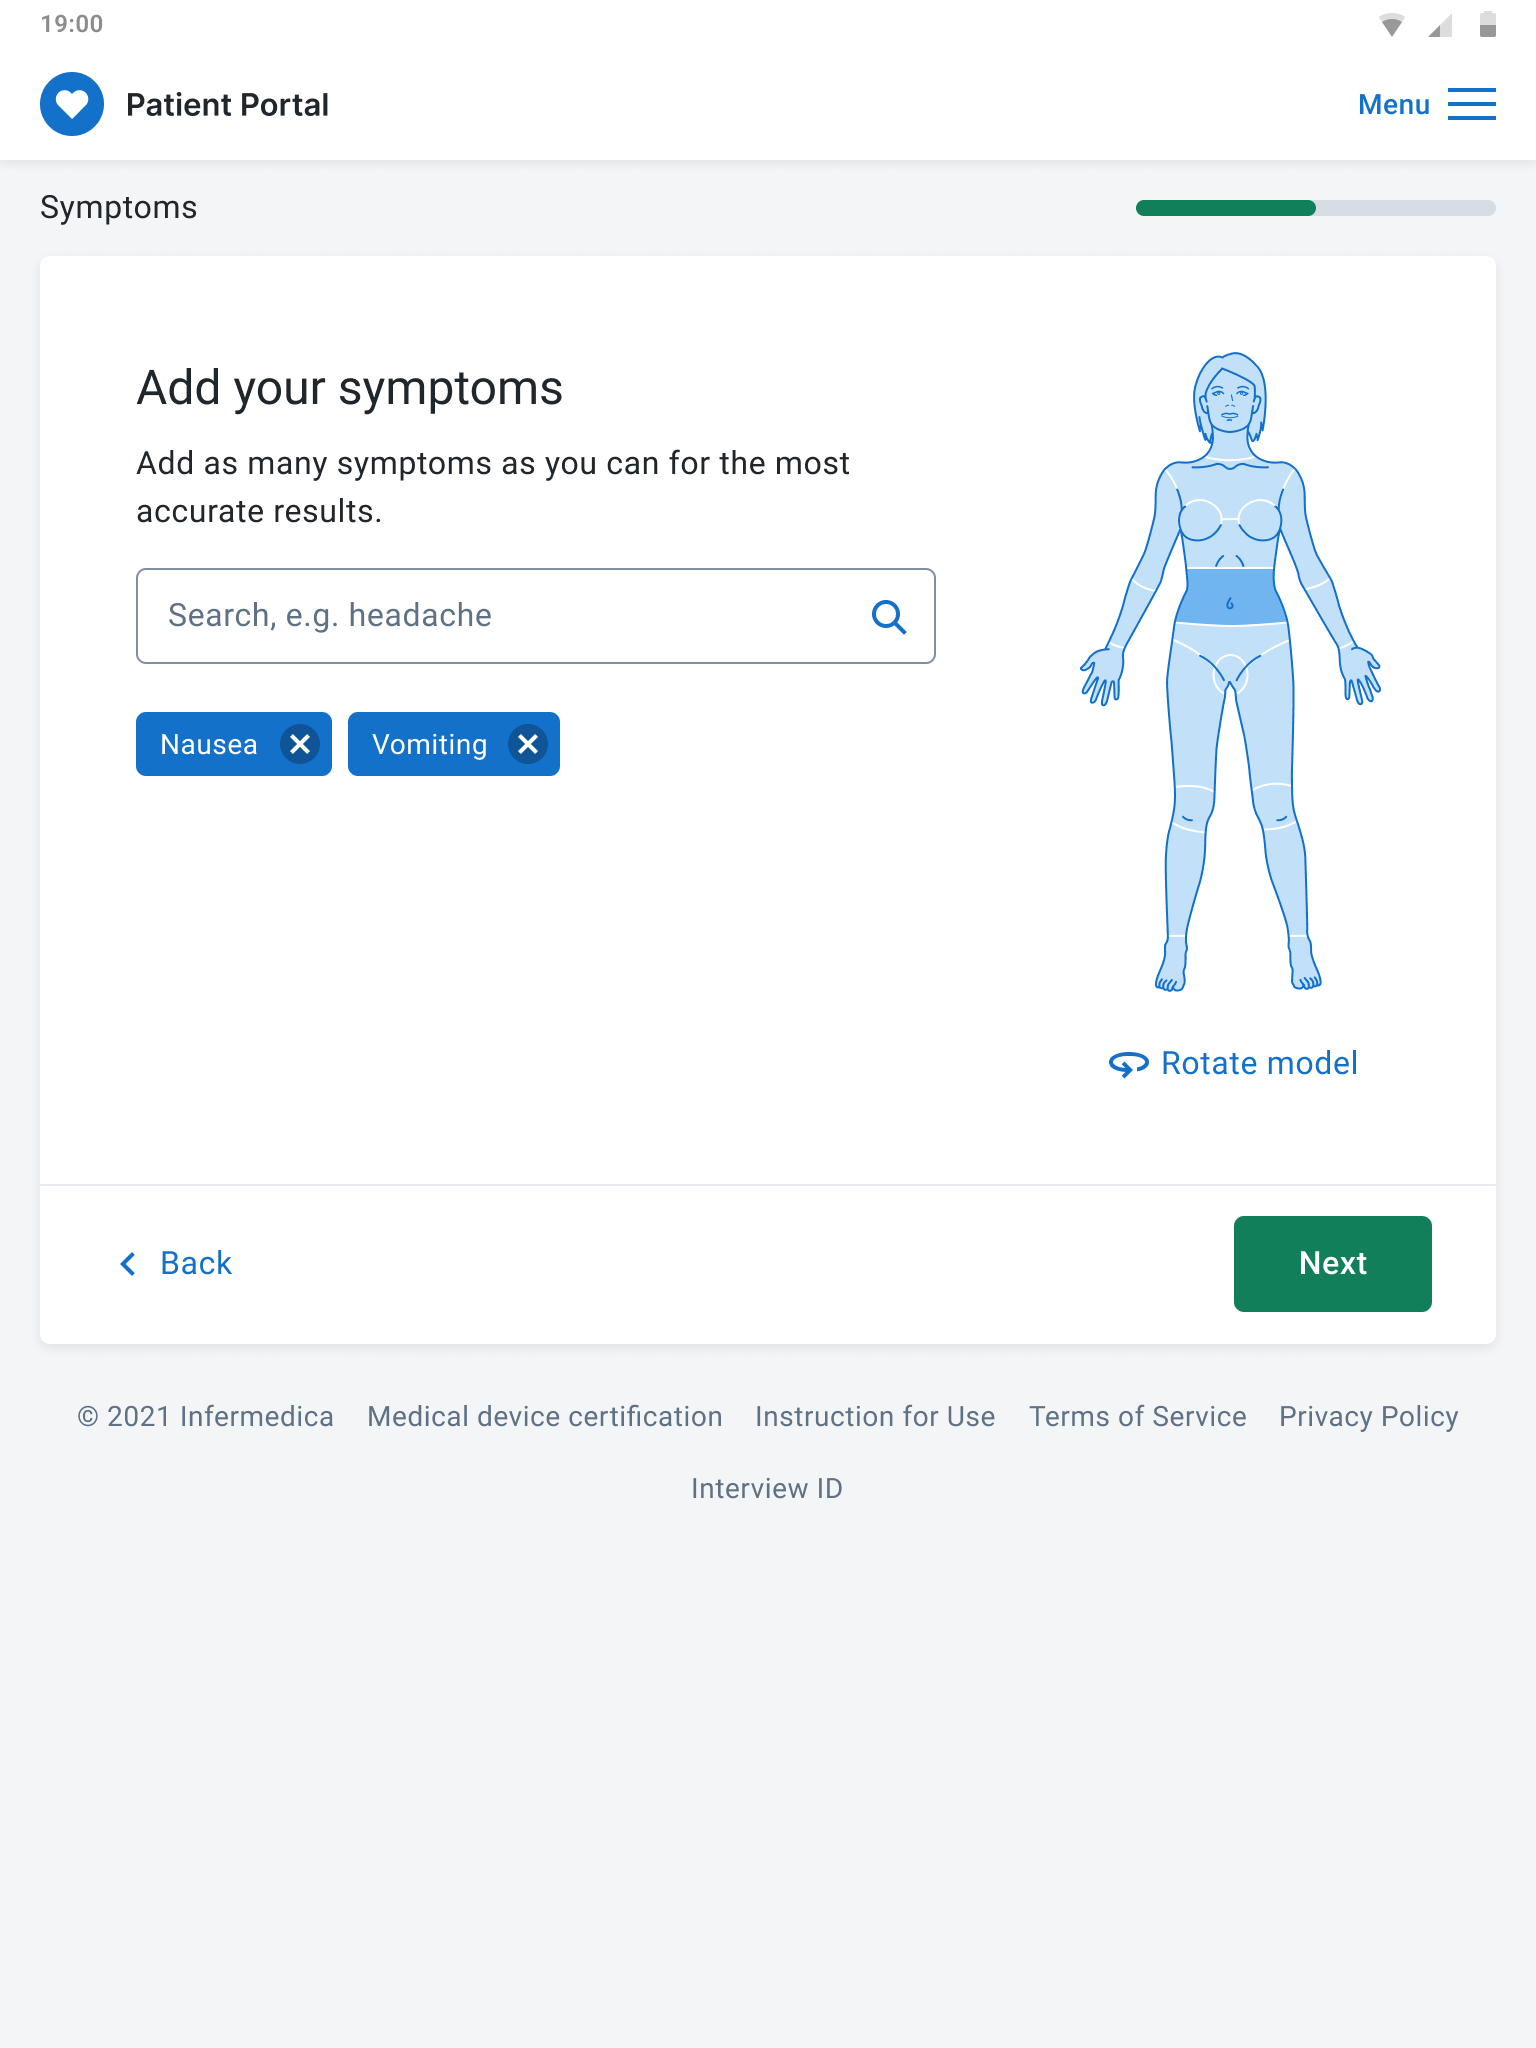 19:00
Patient Portal
Menu
Symptoms
Add your symptoms
Add as many symptoms as you can for the most
accurate results.
Search, e.g. headache
Nausea
Vomiting
Rotate model
Back
Next
© 2021 Infermedica
Medical device certification
Instruction for Use
Terms of Service
Privacy Policy
Interview ID